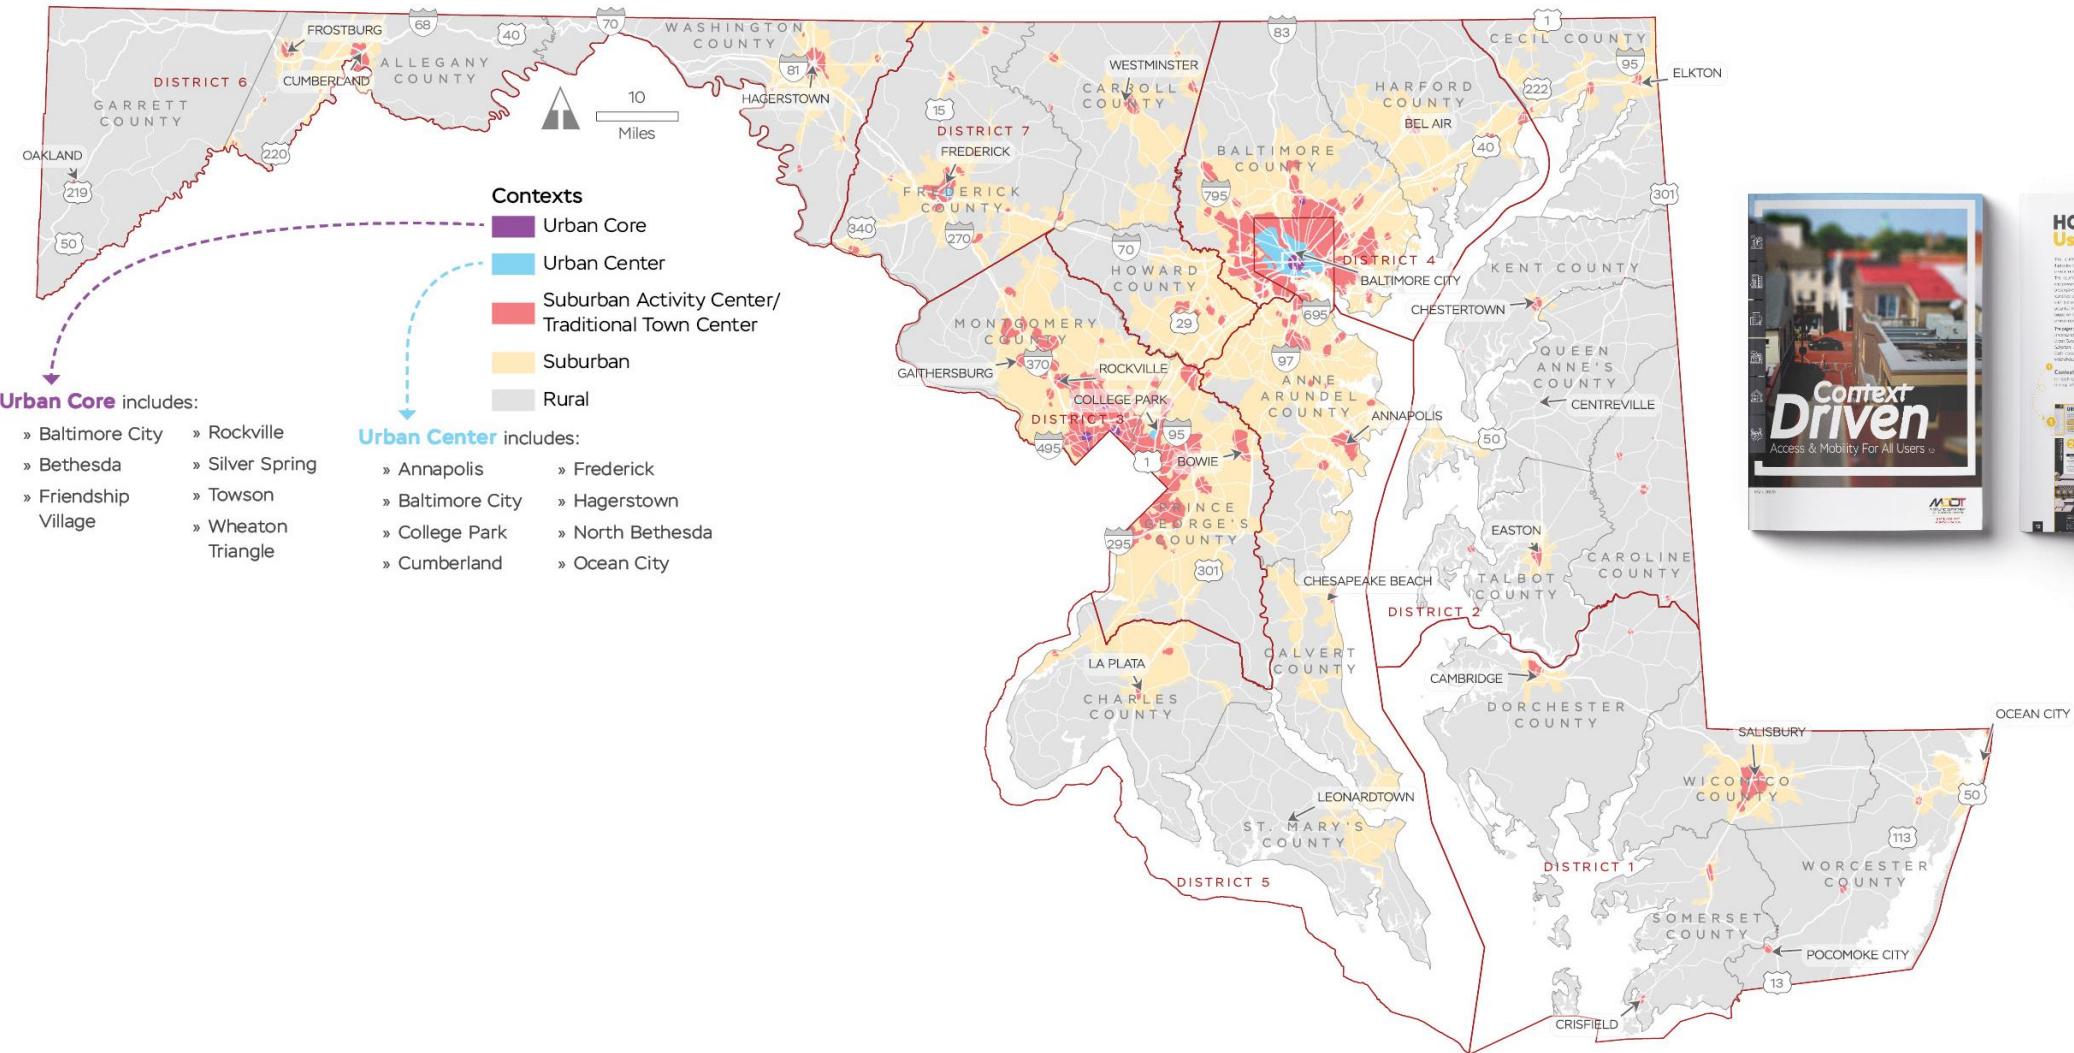 FROSTBURG
68
40
70
WASHINGTON
COUNTY
83
1
CECIL COUNTY
95
ELKTON
CUMBERLAND
ALLEGANY
COUNTY
DISTRICT 6
GARRETT
COUNTY
81
HAGERSTOWN
WESTMINSTER
CARROLL
COUNTY
HARFORD
COUNTY
BEL AIR
222
40
10
Miles
15
DISTRICT 7
FREDERICK
FREDERICK
COUNTY
BALTIMORE
COUNTY
OAKLAND
219
220
50
795
301
340
270
70
HOWARD
COUNTY
DISTRICT 4
BALTIMORE CITY
KENT COUNTY
CHESTERTOWN
695
29
97
MONTGOMERY
COUNTY
GAITHERSBURG
370
ROCKVILLE
COLLEGE PARK
DISTRICT 3
495
95
1
BOWIE
ANNE
ARUNDEL
COUNTY
ANNAPOLIS
QUEEN
ANNE'S
COUNTY
CENTREVILLE
50
PRINCE
GEORGE'S
COUNTY
295
301
EASTON
TALBOT
COUNTY
CAROLINE
COUNTY
CHESAPEAKE BEACH
DISTRICT 2
CALVERT
COUNTY
LA PLATA
CHARLES
COUNTY
CAMBRIDGE
DORCHESTER
COUNTY
SALISBURY
WICOMICO
COUNTY
OCEAN CITY
50
LEONARDTOWN
ST. MARY'S
COUNTY
113
DISTRICT 5
DISTRICT 1
WORCESTER
COUNTY
SOMERSET
COUNTY
POCOMOKE CITY
13
CRISFIELD
Contexts
Urban Core
Urban Center
Suburban Activity Center/
Traditional Town Center
Suburban
Rural
Urban Core includes:
» Baltimore City
» Bethesda
» Friendship
Village
» Rockville
» Silver Spring
» Towson
» Wheaton
Triangle
Urban Center includes:
» Annapolis
» Baltimore City
» College Park
» Cumberland
» Frederick
» Hagerstown
» North Bethesda
» Ocean City
Context
Driven
Access & Mobility For All Users
MDOT